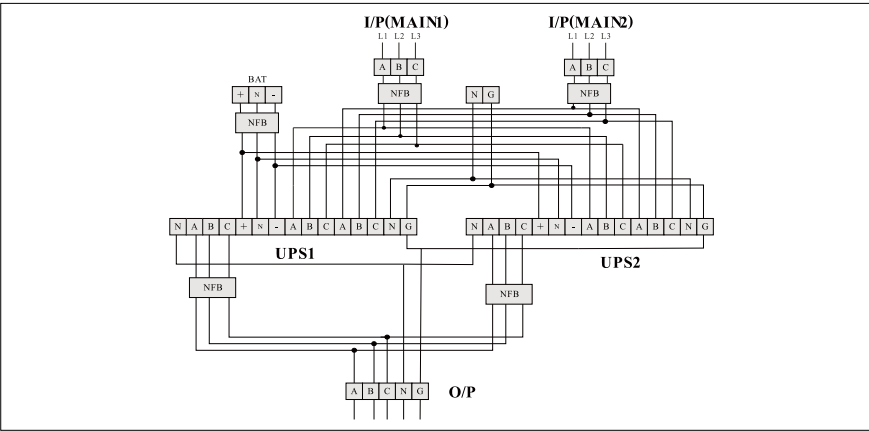 I/P(MAIN1) I/P(MAIN2)
L1 L2 L3 L1 L2 L3
A B C A B C
BAT
+ N - NFB N G NFB
NFB
N A B C + N - A B C A B C N G N A B C + N - A B C A B C N G
UPS1 UPS2
NFB NFB
A B C N G O/P